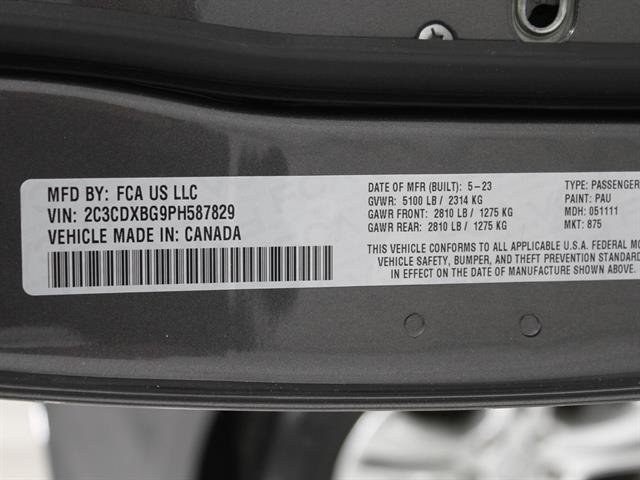 MFD BY: FCA US LLC
VIN: 2C3CDXBG9PH587829
VEHICLE MADE IN: CANADA
DATE OF MFR (BUILT): 5-23
GVWR: 5100 LB / 2314 KG
GAWR FRONT: 2810 LB / 1275 KG
GAWR REAR: 2810 LB / 1275 KG
TYPE: PASSENGER
PAINT: PAU
MDH: 051111
MKT: 875
THIS VEHICLE CONFORMS TO ALL APPLICABLE U.S.A. FEDERAL MO
VEHICLE SAFETY, BUMPER, AND THEFT PREVENTION STANDARD
IN EFFECT ON THE DATE OF MANUFACTURE SHOWN ABOVE.